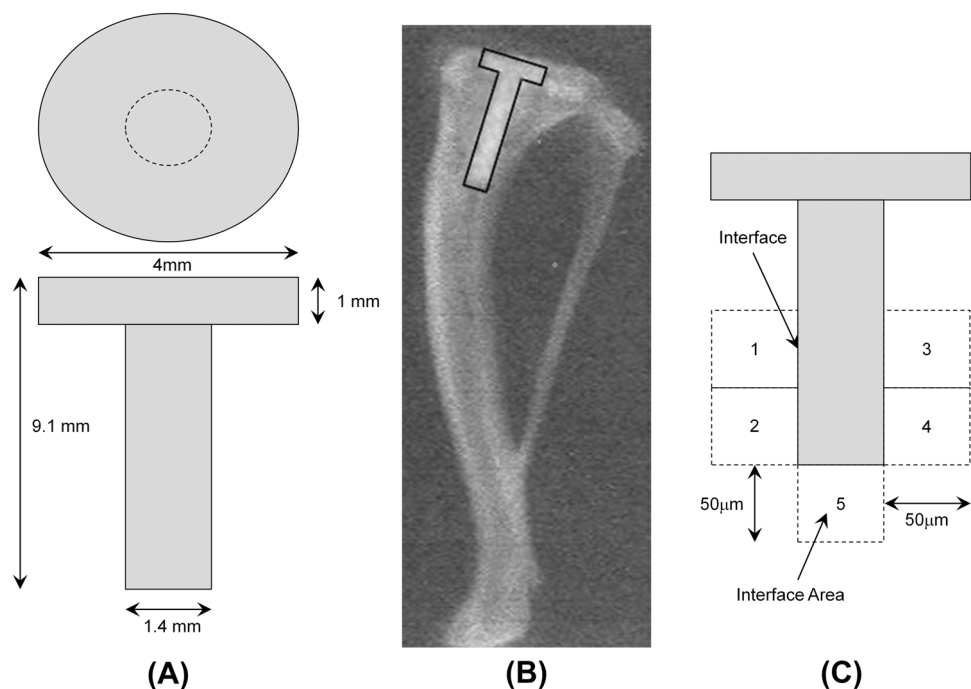 4mm
1 mm
9.1 mm
1.4 mm
(A)
(B)
Interface
1
3
2
4
50μm
5
50μm
Interface Area
(C)